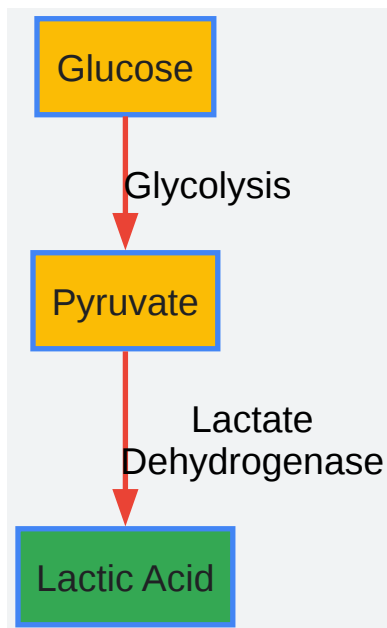 Glucose
Glycolysis
Pyruvate
Lactate
Dehydrogenase
Lactic Acid